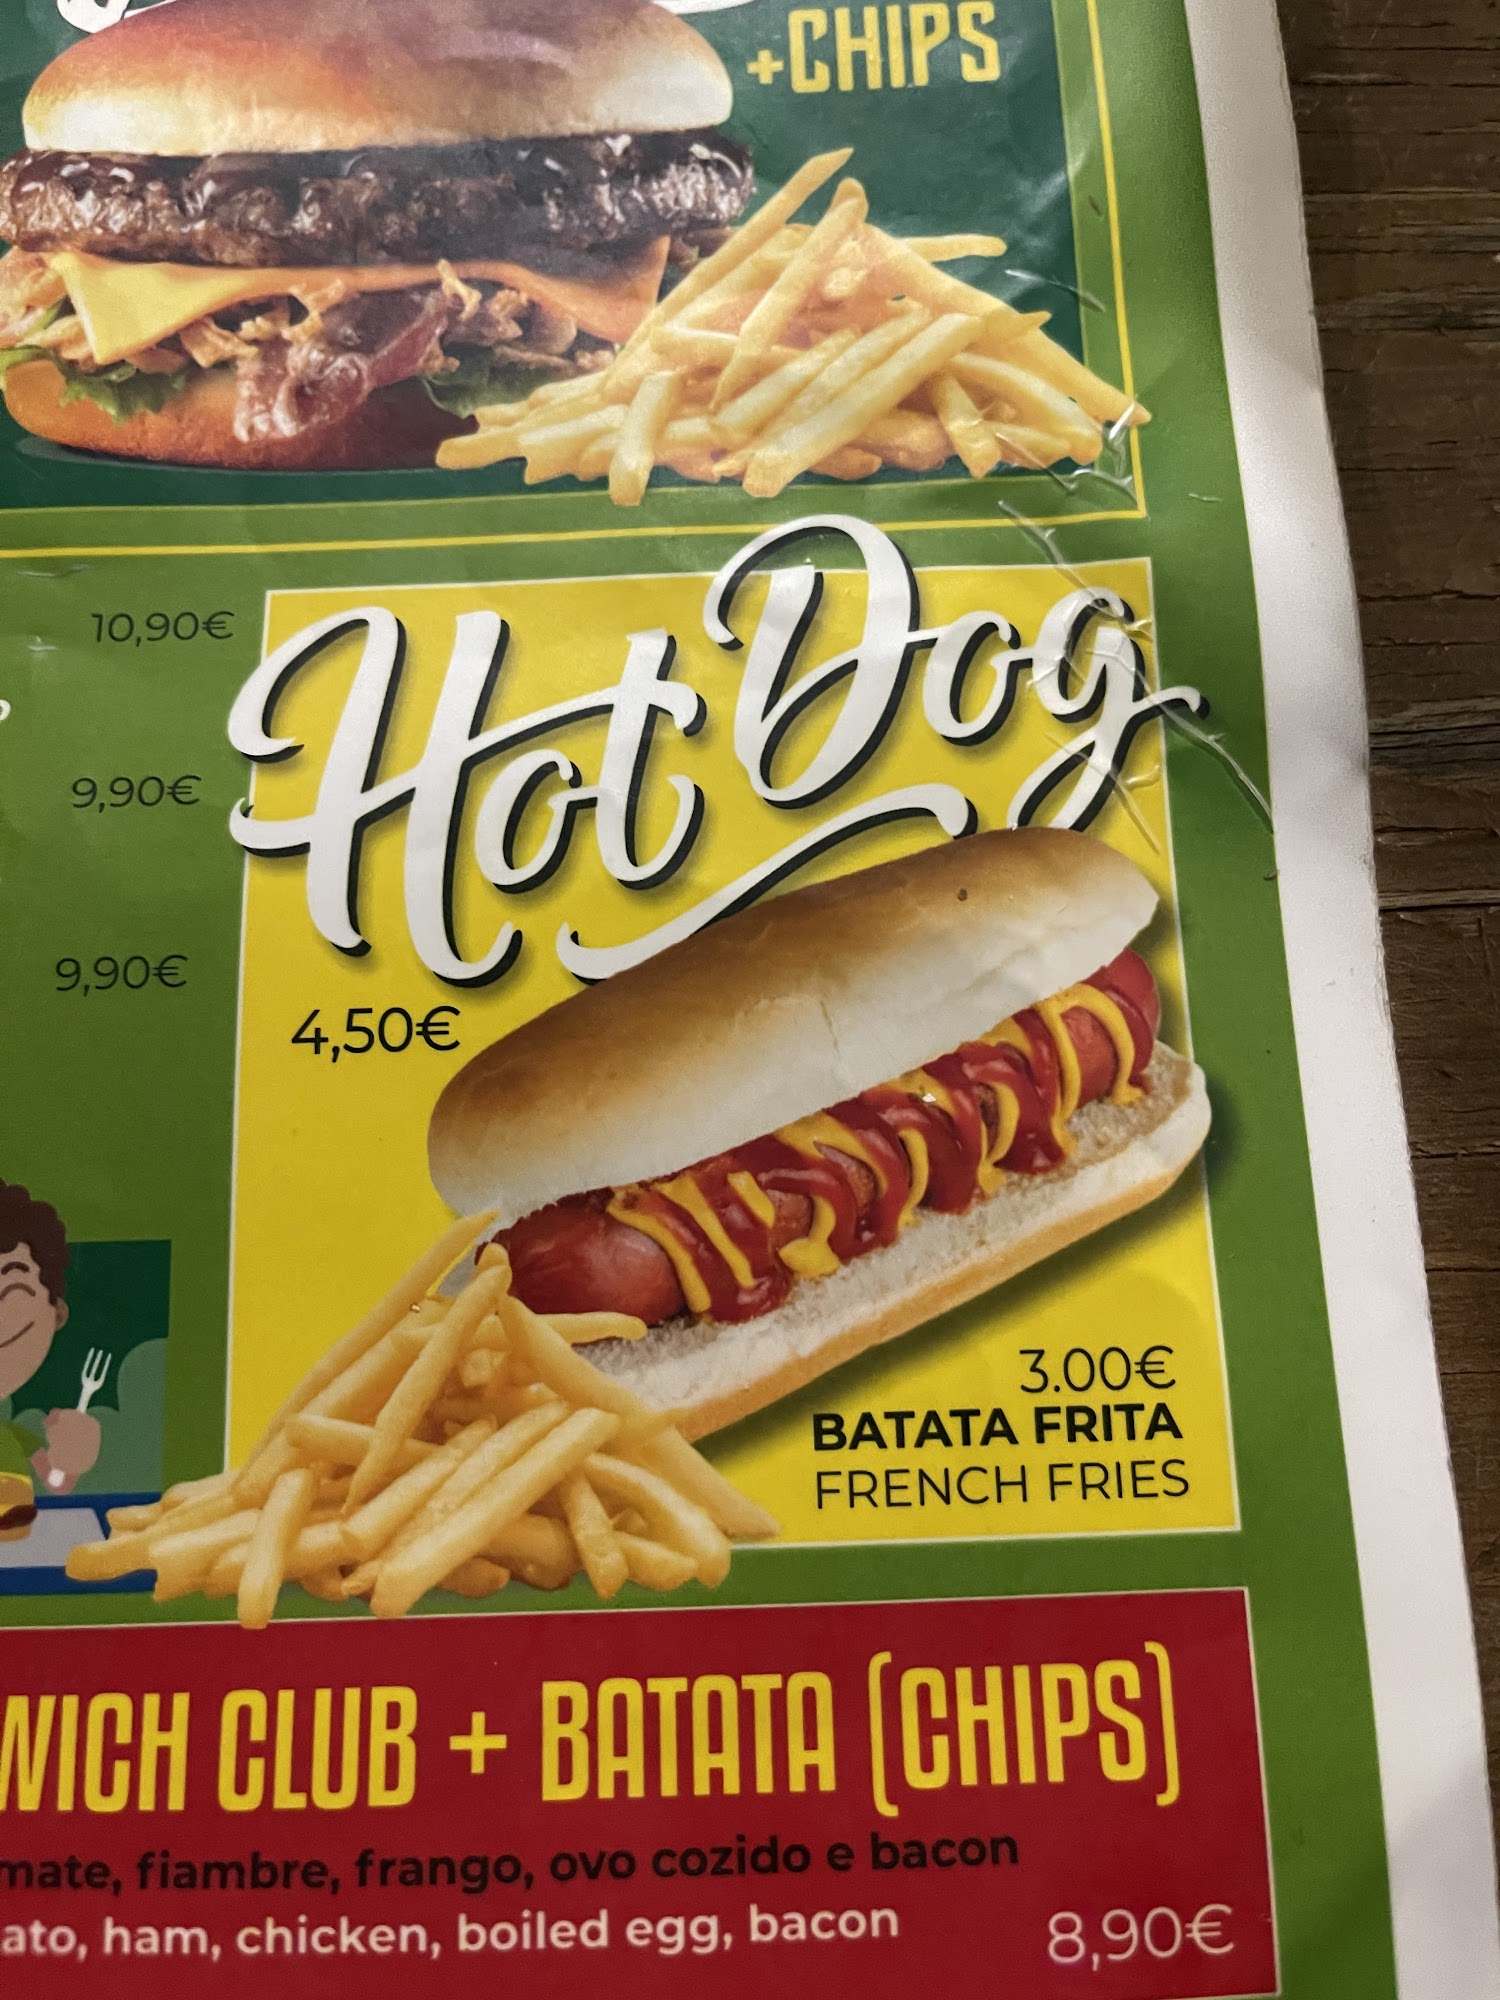 +CHIPS
10,90€
9,90€
9,90€
Hot Dog
4,50€
3.00€
BATATA FRITA
FRENCH FRIES
CLUB + BATATA (CHIPS)
fiambre, frango, ovo cozido e bacon
ham, chicken, boiled egg, bacon
8,90€